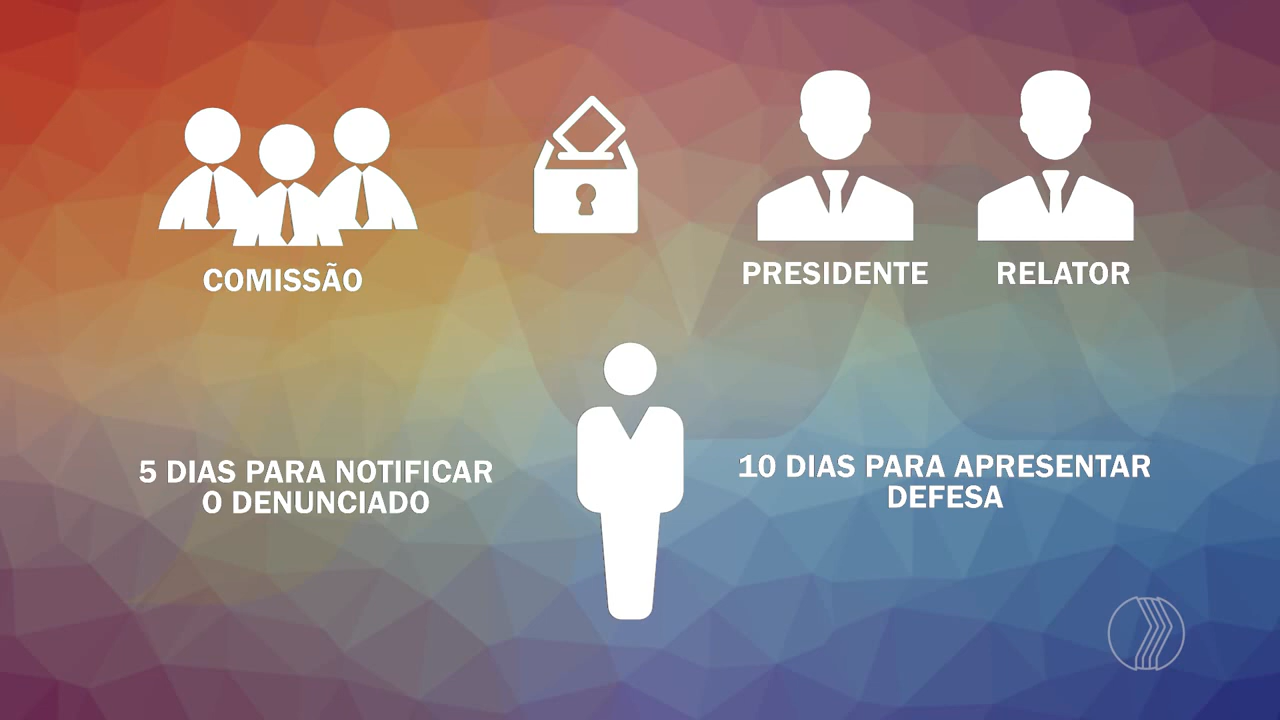 COMISSÃO
PRESIDENTE
RELATOR
5 DIAS PARA NOTIFICAR
O DENUNCIADO
10 DIAS PARA APRESENTAR
DEFESA